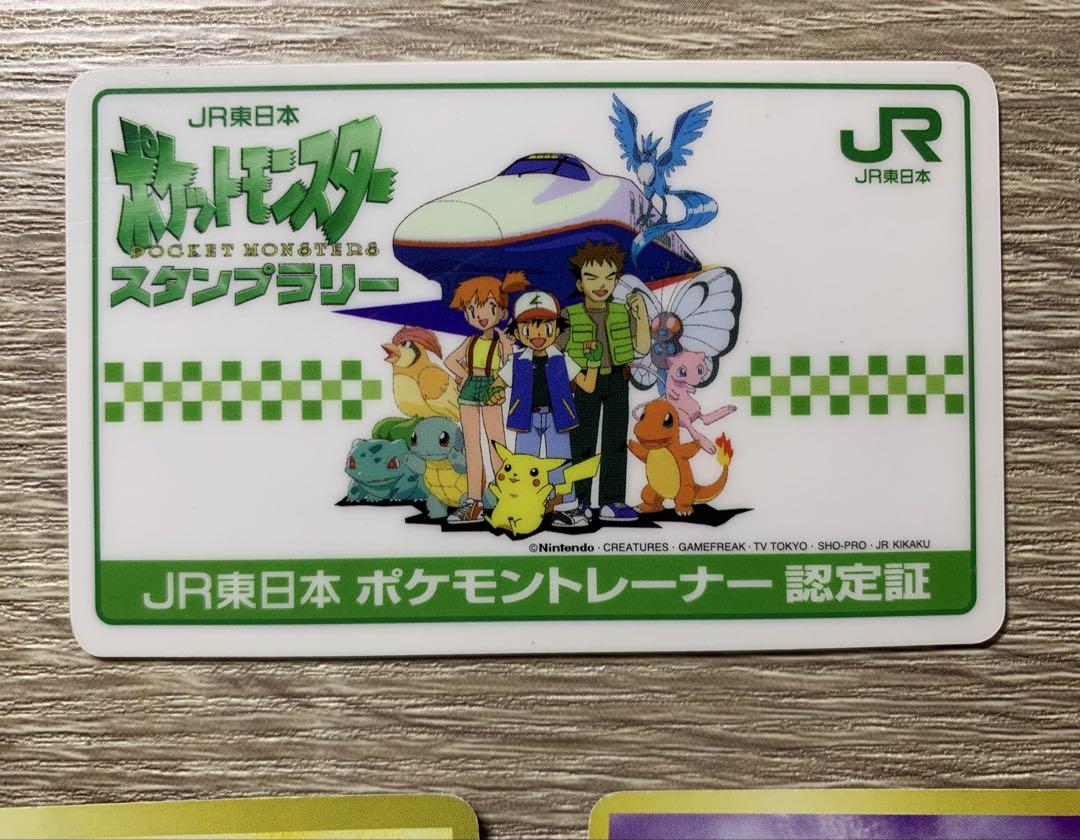 JR東日本
ポケットモンスター
POCKET MONSTERS
スタンプラリー
JR
JR東日本
©Nintendo・CREATURES・GAMEFREAK・TV TOKYO・SHO-PRO・JR KIKAKU
JR東日本 ポケモントレーナー 認定証